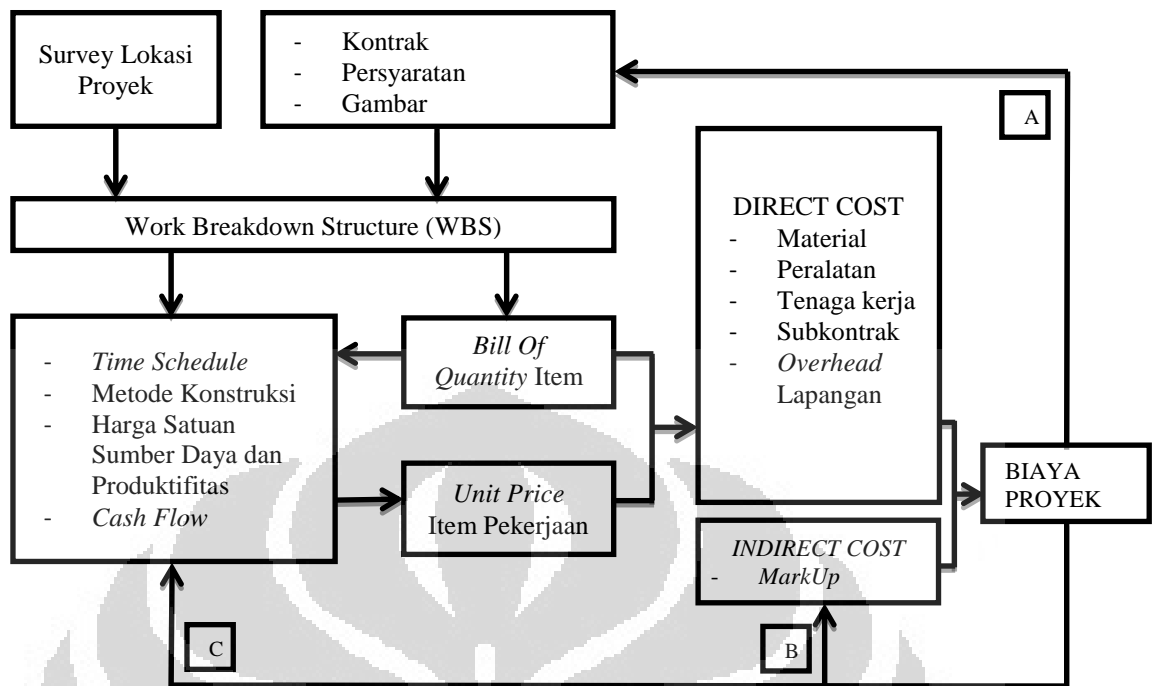 Survey Lokasi
Proyek
- Kontrak
- Persyaratan
- Gambar
A
Work Breakdown Structure (WBS)
DIRECT COST
- Material
- Peralatan
- Tenaga kerja
- Subkontrak
- Overhead
Lapangan
- Time Schedule
- Metode Konstruksi
- Harga Satuan
Sumber Daya dan
Produktifitas
- Cash Flow
Bill Of
Quantity Item
Unit Price
Item Pekerjaan
BIAYA
PROYEK
INDIRECT COST
- MarkUp
C
B